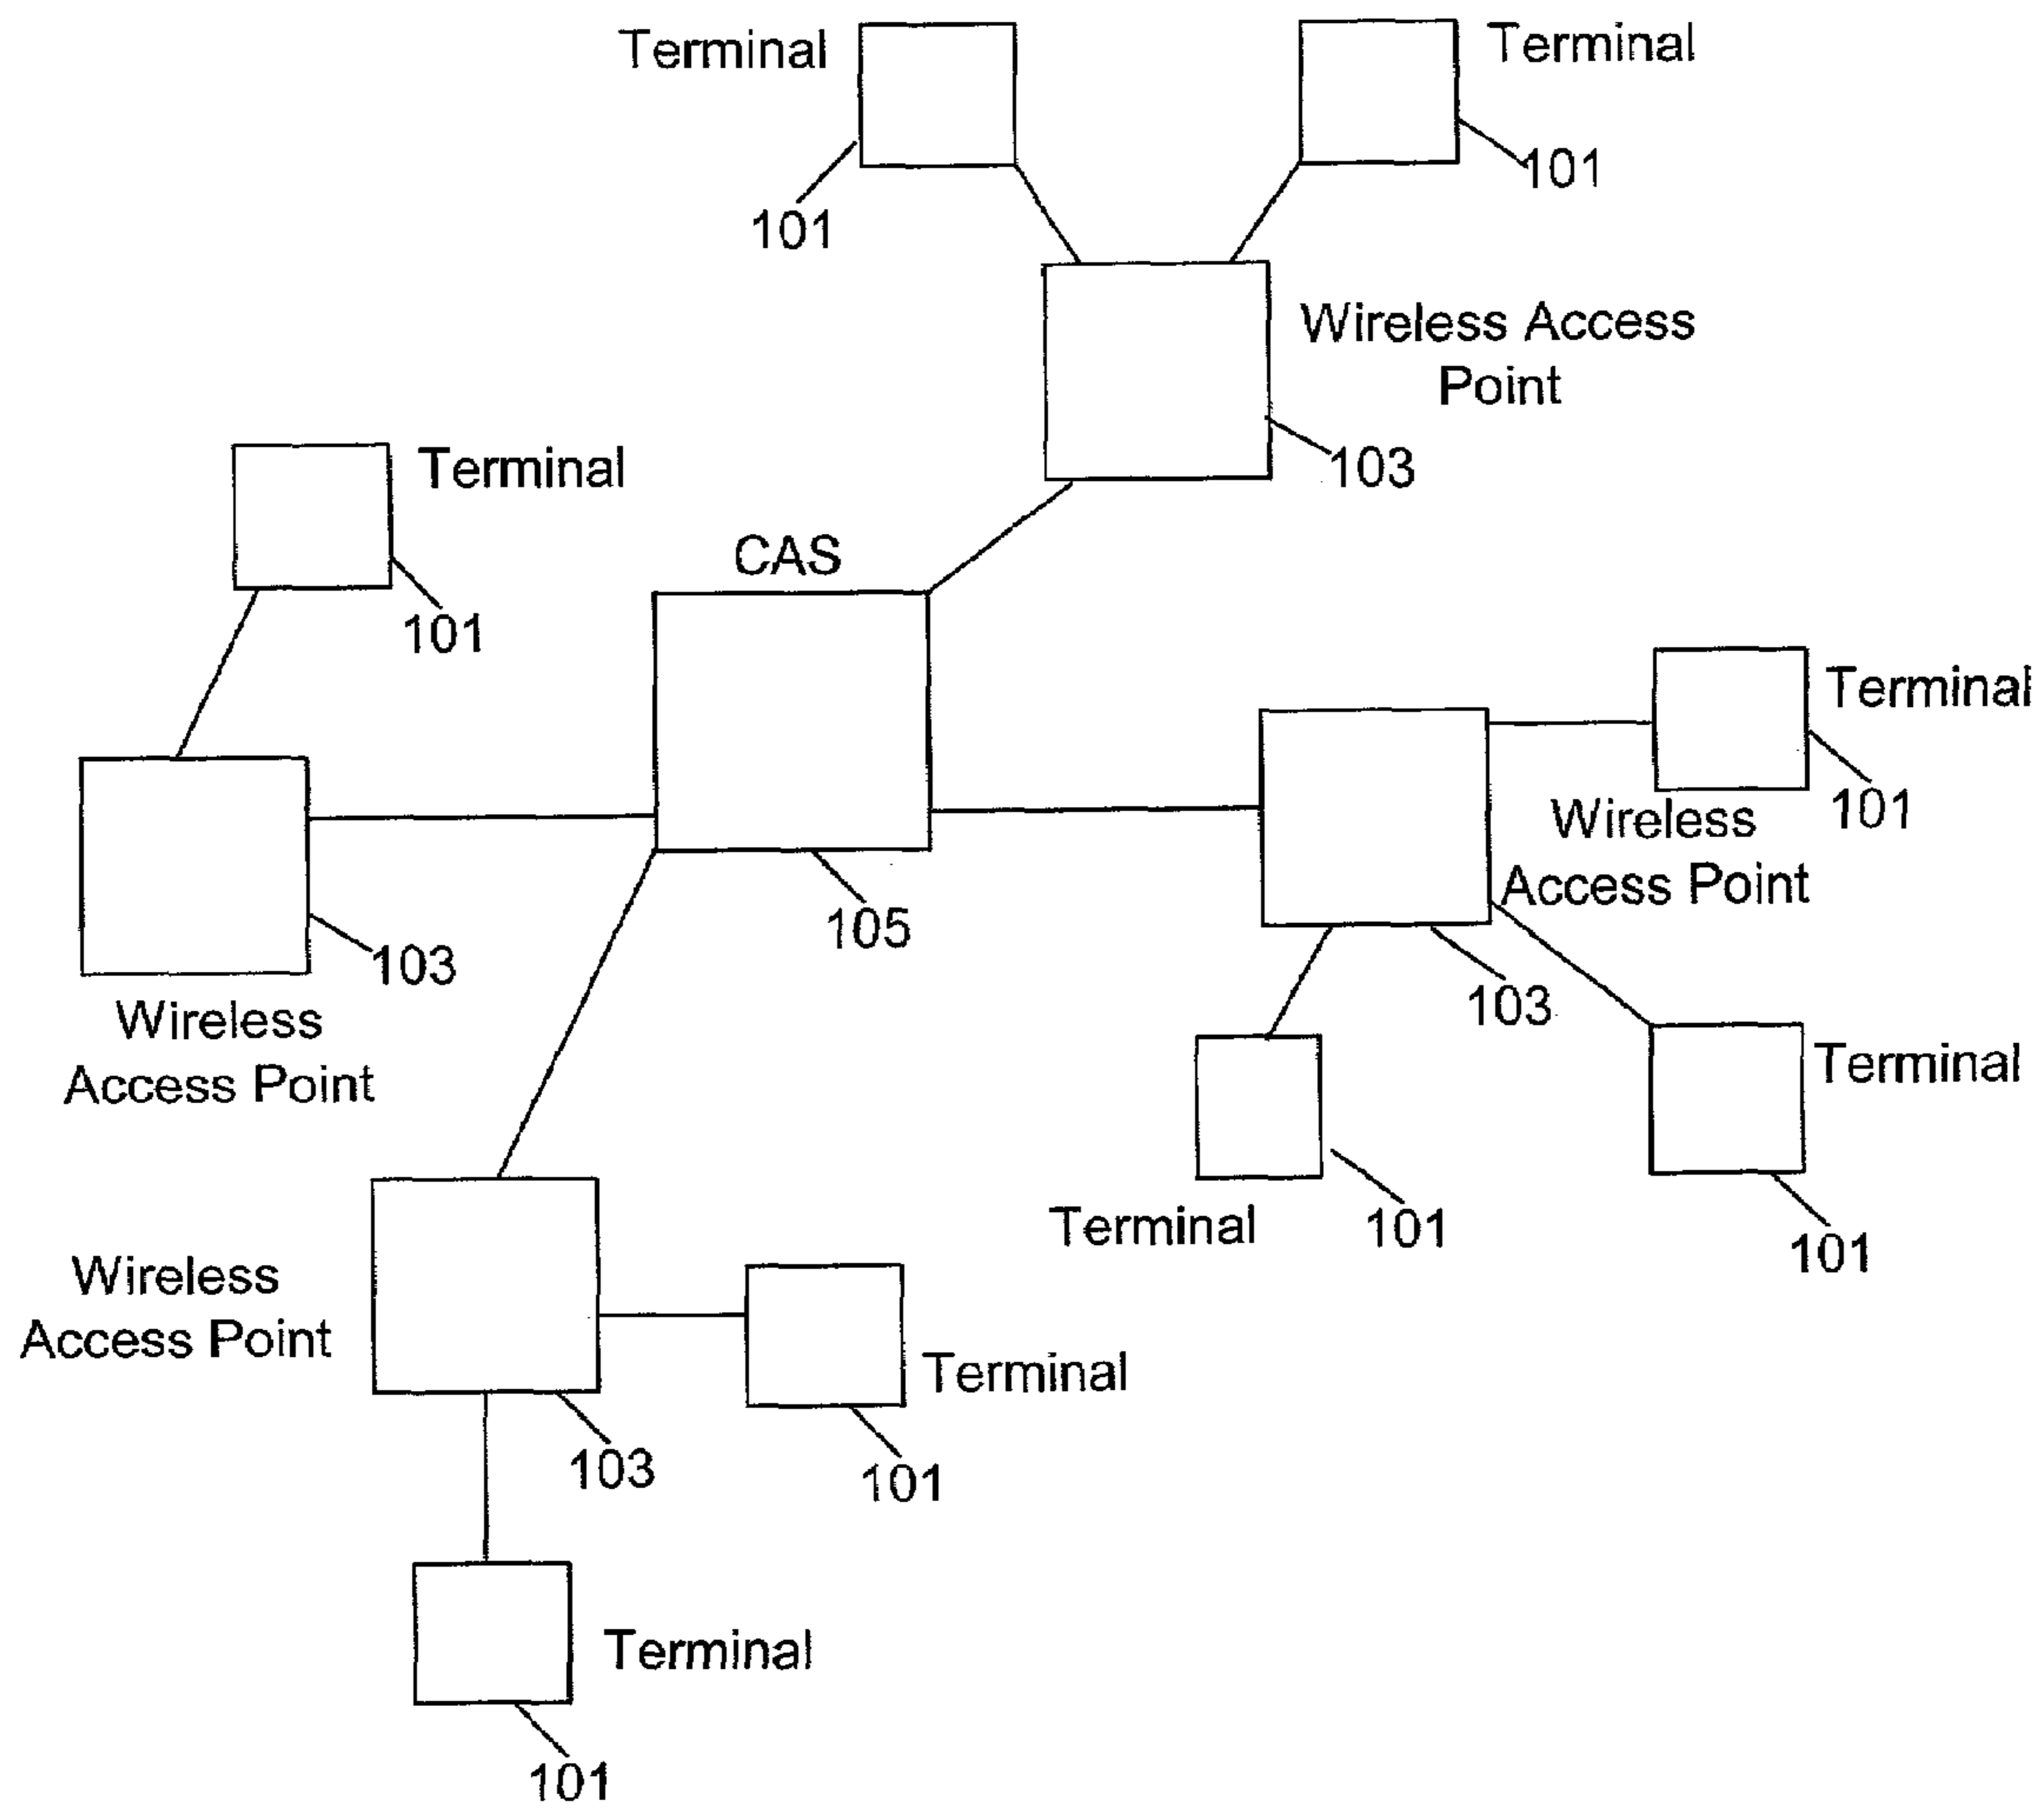 Terminal
Terminal
101
101
Wireless Access
Point
103
Terminal
101
CAS
105
Terminal
101
Wireless
Access Point
103
103
Wireless
Access Point
Terminal
101
Terminal
101
Wireless
Access Point
103
Terminal
101
Terminal
101